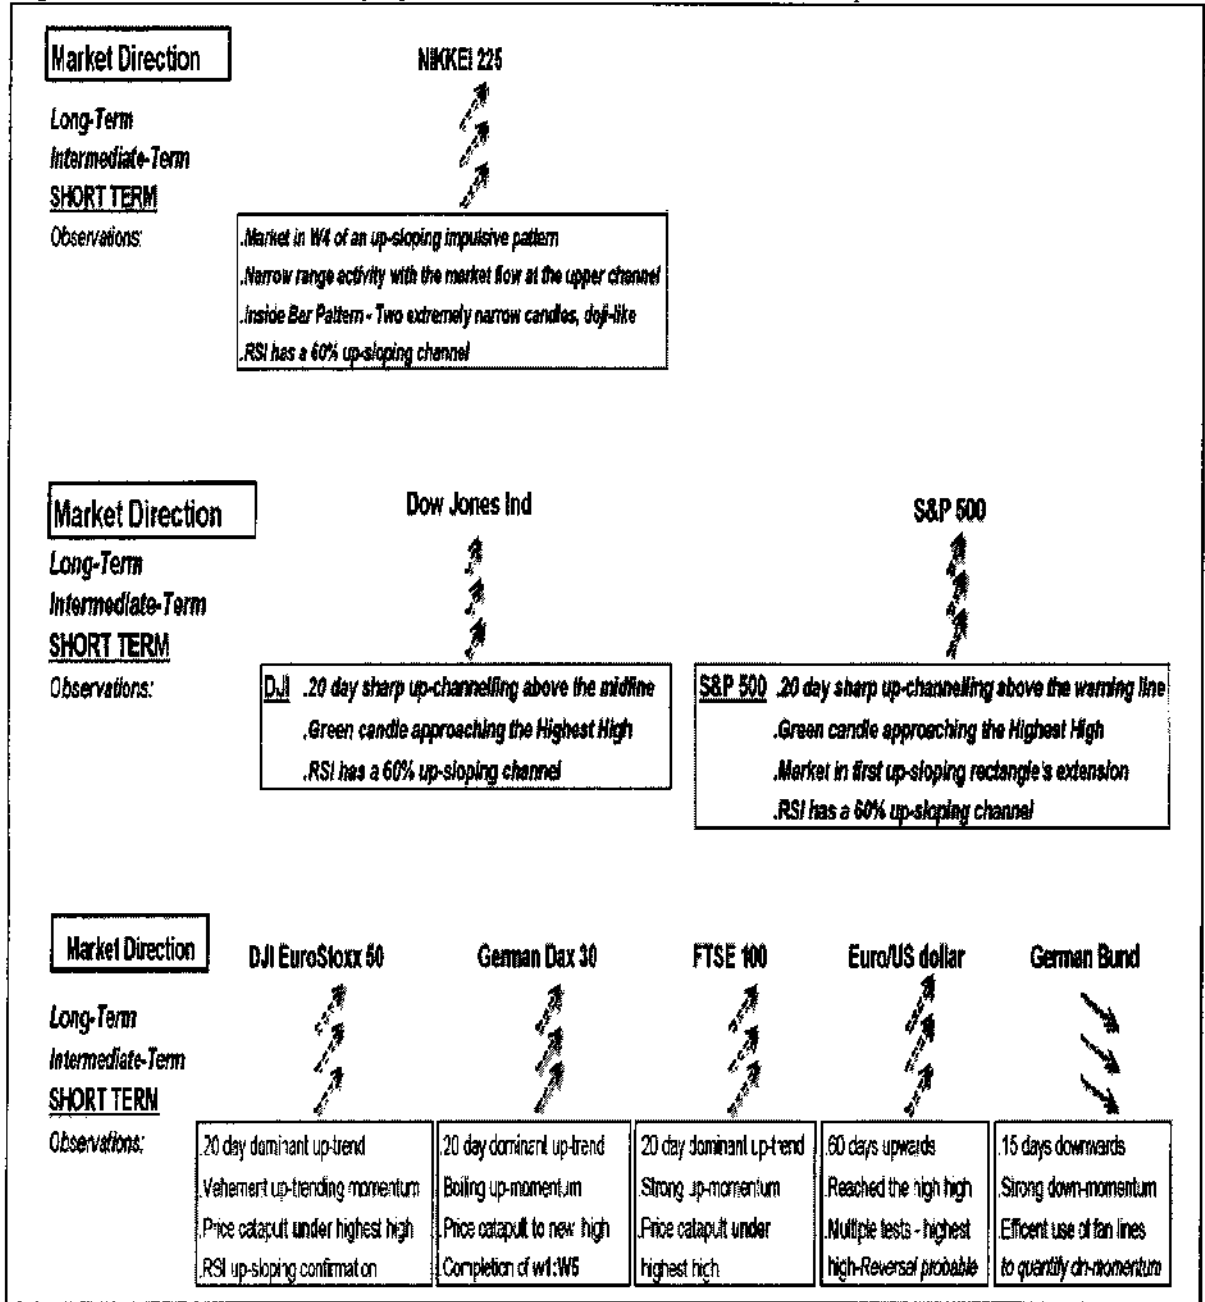 Market Direction
NIKKEI 225
Long-Term
Intermediate-Term
SHORT TERM
Observations:
.Market in W4 of an up-sloping impulsive pattern
.Narrow range activity with the market flow at the upper channel
.Inside Bar Pattern - Two extremely narrow candles, doji-like
.RSI has a 60% up-sloping channel
Market Direction
Dow Jones Ind
S&P 500
Long-Term
Intermediate-Term
SHORT TERM
Observations:
DJI .20 day sharp up-channelling above the midline
.Green candle approaching the Highest High
.RSI has a 60% up-sloping channel
S&P 500 .20 day sharp up-channelling above the warning line
.Green candle approaching the Highest High
.Market in first up-sloping rectangle's extension
.RSI has a 60% up-sloping channel
Market Direction
DJI EuroStoxx 50
German Dax 30
FTSE 100
Euro/US dollar
German Bund
Long-Term
Intermediate-Term
SHORT TERM
Observations:
.20 day dominant up-trend
.Vehement up-trending momentum
.Price catapult under highest high
.RSI up-sloping confirmation
.20 day dominant up-trend
.Boiling up-momentum
.Price catapult to new high
.Completion of w1:W5
.20 day dominant up-trend
.Strong up-momentum
.Price catapult under
highest high
.60 days upwards
.Reached the high high
.Multiple tests - highest
high-Reversal probable
.15 days downwards
.Strong down-momentum
.Efficent use of fan lines
to quantify dn-momentum